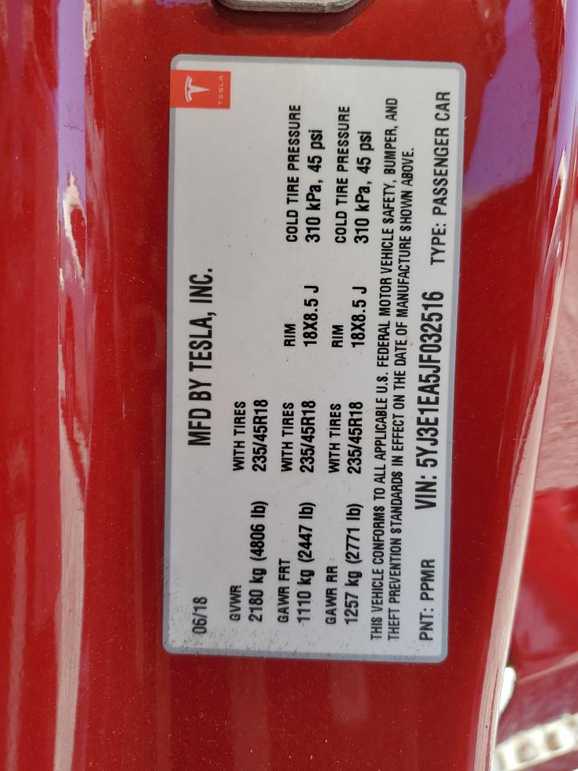 TESLA
MFD BY TESLA, INC.
06/18
GVWR WITH TIRES RIM COLD TIRE PRESSURE
2180 kg (4806 lb) 235/45R18
GAWR FRT WITH TIRES RIM COLD TIRE PRESSURE
1110 kg (2447 lb) 235/45R18 18X8.5 J 310 kPa, 45 psi
GAWR RR WITH TIRES RIM COLD TIRE PRESSURE
1257 kg (2771 lb) 235/45R18 18X8.5 J 310 kPa, 45 psi
THIS VEHICLE CONFORMS TO ALL APPLICABLE U.S. FEDERAL MOTOR VEHICLE SAFETY, BUMPER, AND
THEFT PREVENTION STANDARDS IN EFFECT ON THE DATE OF MANUFACTURE SHOWN ABOVE.
PNT: PPMR VIN: 5YJ3E1EA5JF032516 TYPE: PASSENGER CAR